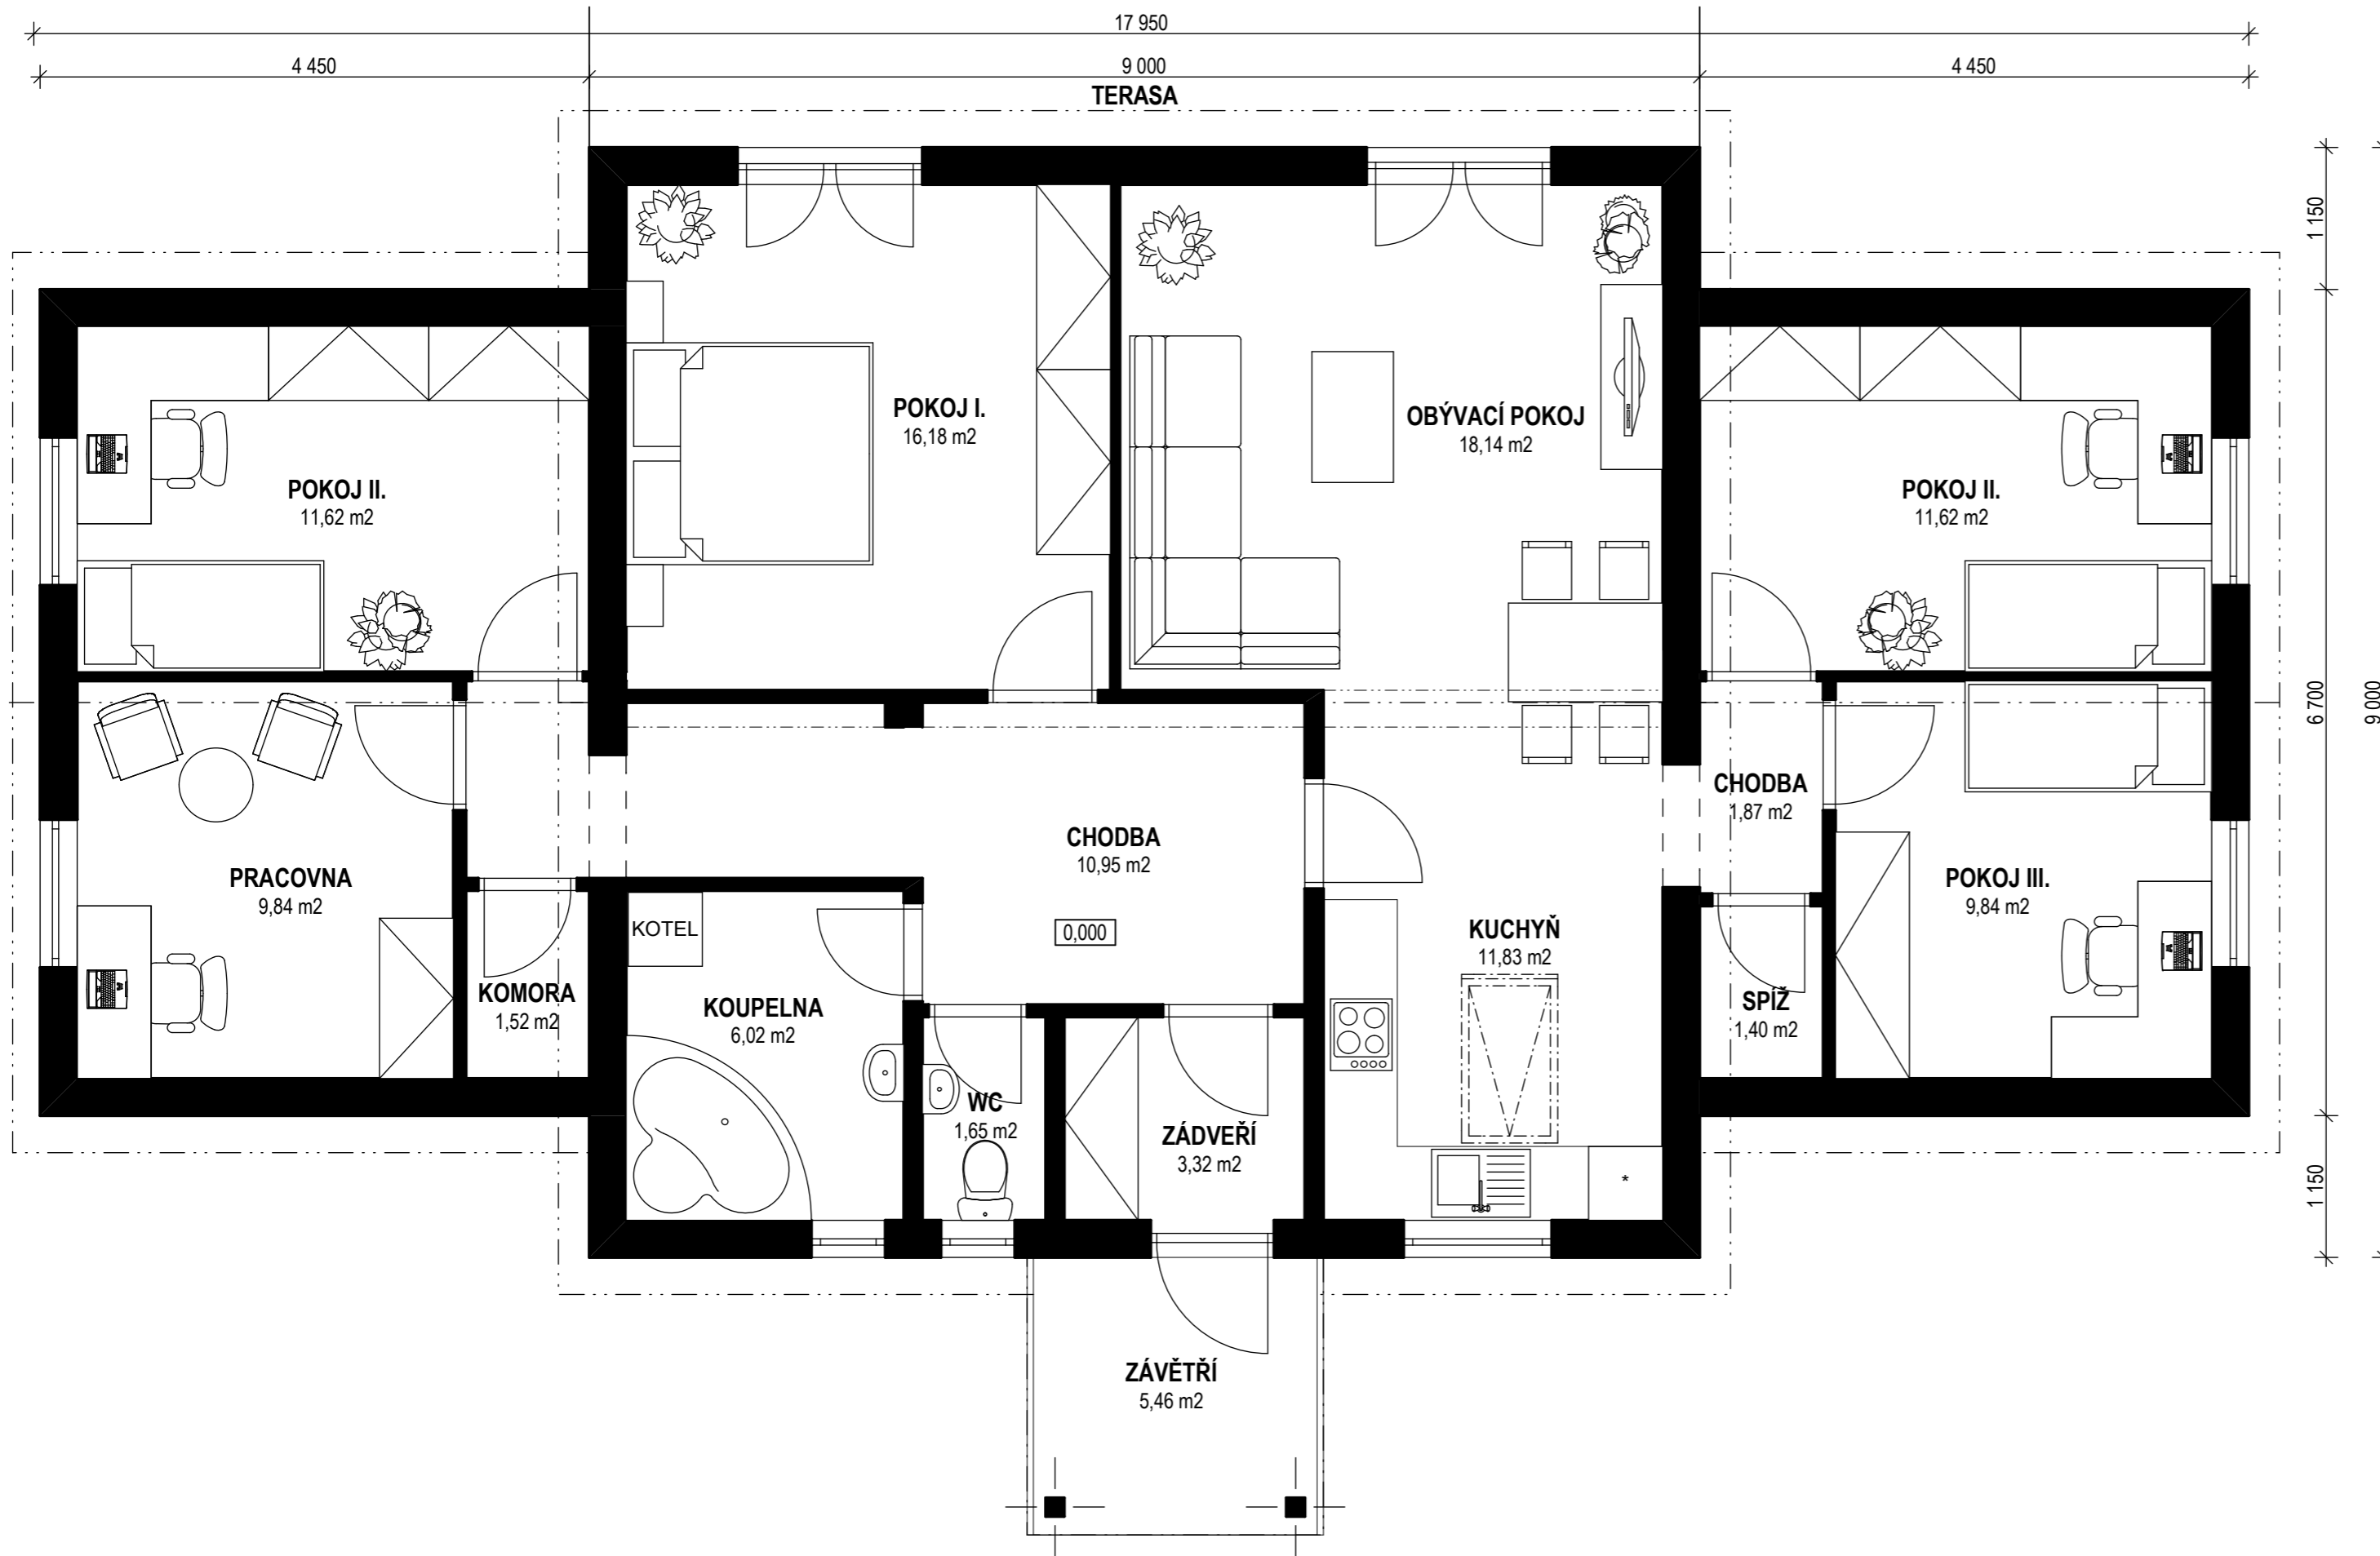 17 950
4 450
9 000
4 450
TERASA
1 150
POKOJ I.
16,18 m2
OBÝVACÍ POKOJ
18,14 m2
POKOJ II.
11,62 m2
POKOJ II.
11,62 m2
6 700
9 000
CHODBA
1,87 m2
CHODBA
10,95 m2
PRACOVNA
9,84 m2
POKOJ III.
9,84 m2
KOTEL
0,000
KUCHYŇ
11,83 m2
KOMORA
1,52 m2
KOUPELNA
6,02 m2
SPÍŽ
1,40 m2
WC
1,65 m2
ZÁDVEŘÍ
3,32 m2
*
1 150
ZÁVĚTŘÍ
5,46 m2